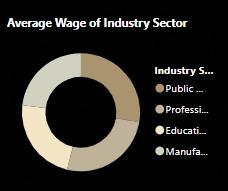 Average Wage of Industry Sector
Industry S...
Public ...
Professi...
Educati...
Manufa...